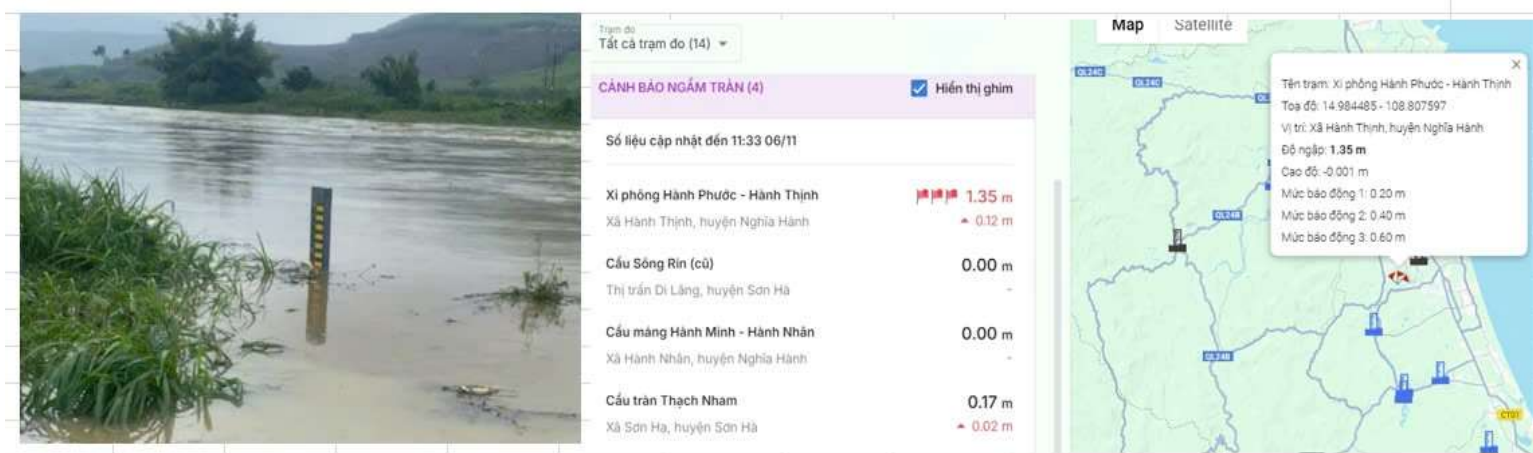 Trạm đo
Tất cả trạm đo (14)
CẢNH BÁO NGẦM TRÀN (4)
Hiển thị ghim
Số liệu cập nhật đến 11:33 06/11
Xi phông Hành Phước - Hành Thịnh
1.35 m
Xã Hành Thịnh, huyện Nghĩa Hành
0.12 m
Cầu Sông Rin (cũ)
0.00 m
Thị trấn Di Lăng, huyện Sơn Hà
-
Cầu máng Hành Minh - Hành Nhân
0.00 m
Xã Hành Nhân, huyện Nghĩa Hành
-
Cầu tràn Thạch Nham
0.17 m
Xã Sơn Hạ, huyện Sơn Hà
0.02 m
Map
Satellite
QL24C
QL24C
Tên trạm: Xi phông Hành Phước - Hành Thịnh
Toạ độ: 14.984485 - 108.807597
Vị trí: Xã Hành Thịnh, huyện Nghĩa Hành
Độ ngập: 1.35 m
Cao độ: -0.001 m
Mức báo động 1: 0.20 m
Mức báo động 2: 0.40 m
Mức báo động 3: 0.60 m
QL24B
QL24B
CT01